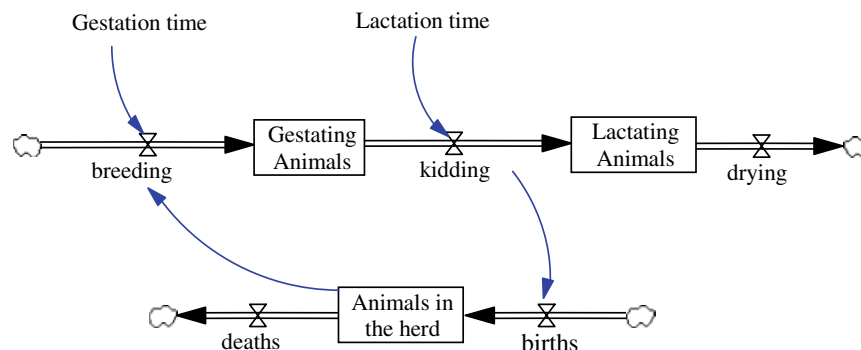 Gestation time
Lactation time
Gestating
Animals
Lactating
Animals
breeding
kidding
drying
Animals in
the herd
deaths
births